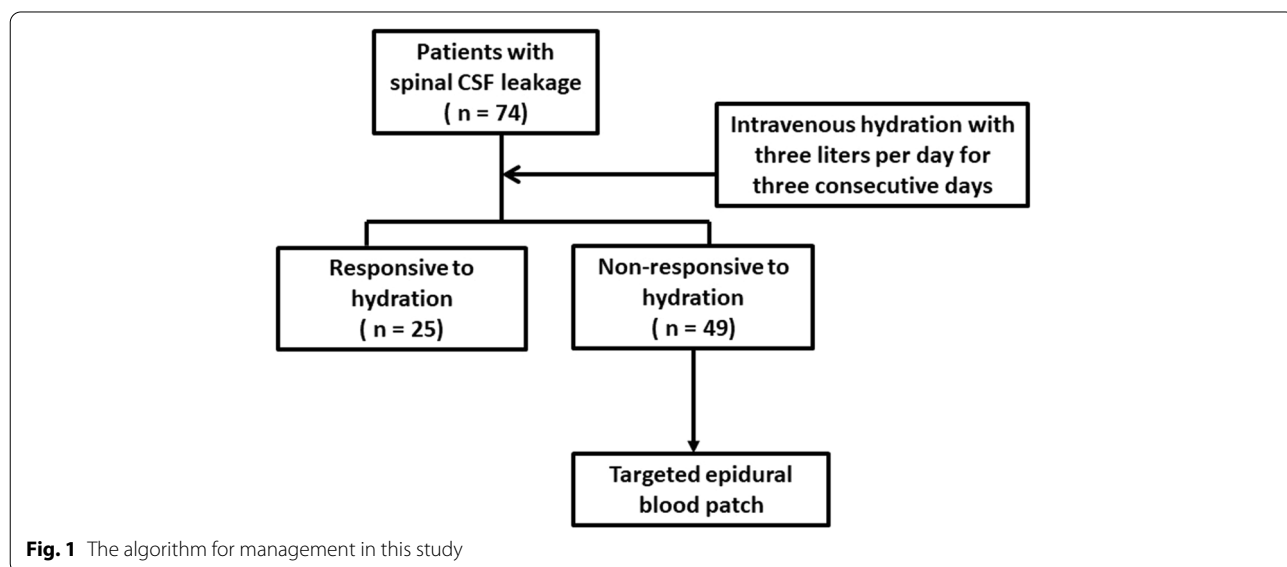 Patients with
spinal CSF leakage
( n = 74)
Intravenous hydration with
three liters per day for
three consecutive days
Responsive to
hydration
( n = 25)
Non-responsive to
hydration
( n = 49)
Targeted epidural
blood patch
Fig. 1 The algorithm for management in this study